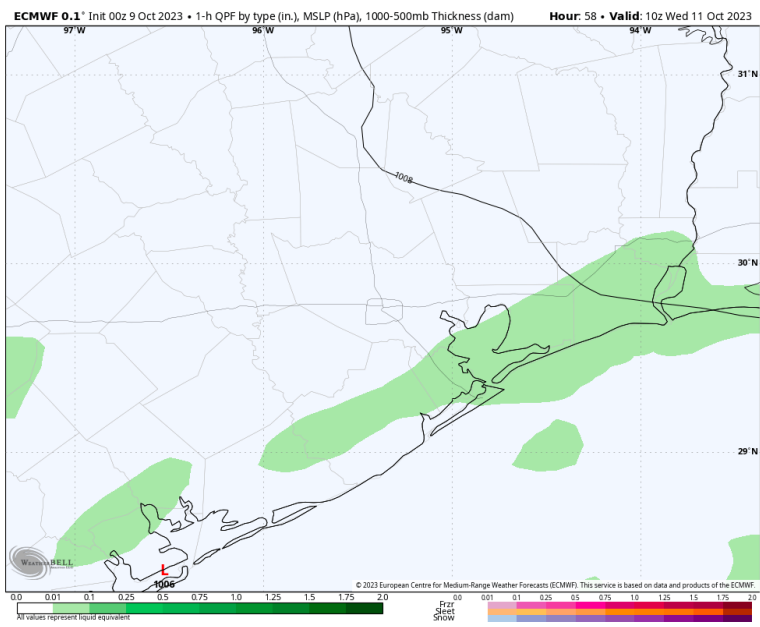 ECMWF 0.1° Init 00z 9 Oct 2023 • 1-h QPF by type (in.), MSLP (hPa), 1000-500mb Thickness (dam)
Hour: 58 • Valid: 10z Wed 11 Oct 2023
97°W 96°W 95°W 94°W
31°N
1008
30°N
29°N
WEATHERBELL
L
1006
© 2023 European Centre for Medium-Range Weather Forecasts (ECMWF). This service is based on data and products of the ECMWF.
0.0 0.01 0.1 0.25 0.5 0.75 1.0 1.25 1.5 1.75 2.0
All values represent liquid equivalent
0.0 0.01 0.1 0.25 0.5 0.75 1.0 1.25 1.5 1.75 2.0
Frzr
Sleet
Snow